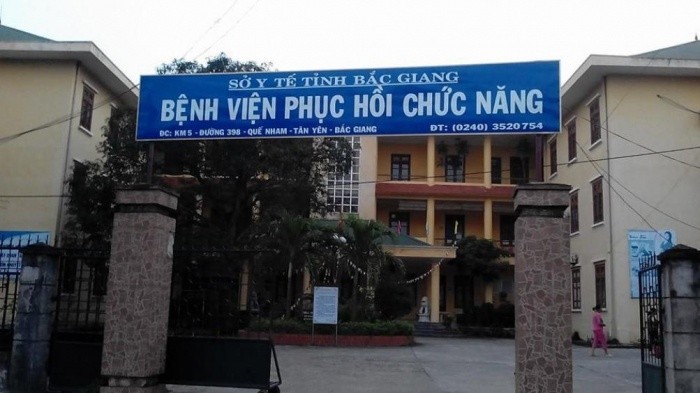 SỞ Y TẾ TỈNH BẮC GIANG
BỆNH VIỆN PHỤC HỒI CHỨC NĂNG
ĐC: KM 5 - ĐƯỜNG 398 - QUẾ NHAM - TÂN YÊN - BẮC GIANG ĐT: (0240) 3520754